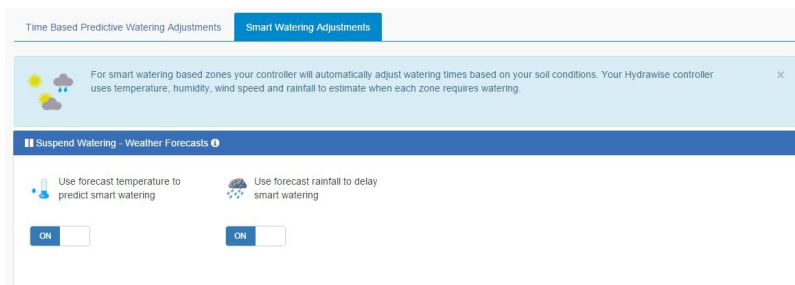 Time Based Predictive Watering Adjustments
Smart Watering Adjustments
For smart watering based zones your controller will automatically adjust watering times based on your soil conditions. Your Hydrawise controller
uses temperature, humidity, wind speed and rainfall to estimate when each zone requires watering.
Suspend Watering - Weather Forecasts
Use forecast temperature to
predict smart watering
Use forecast rainfall to delay
smart watering
ON
ON